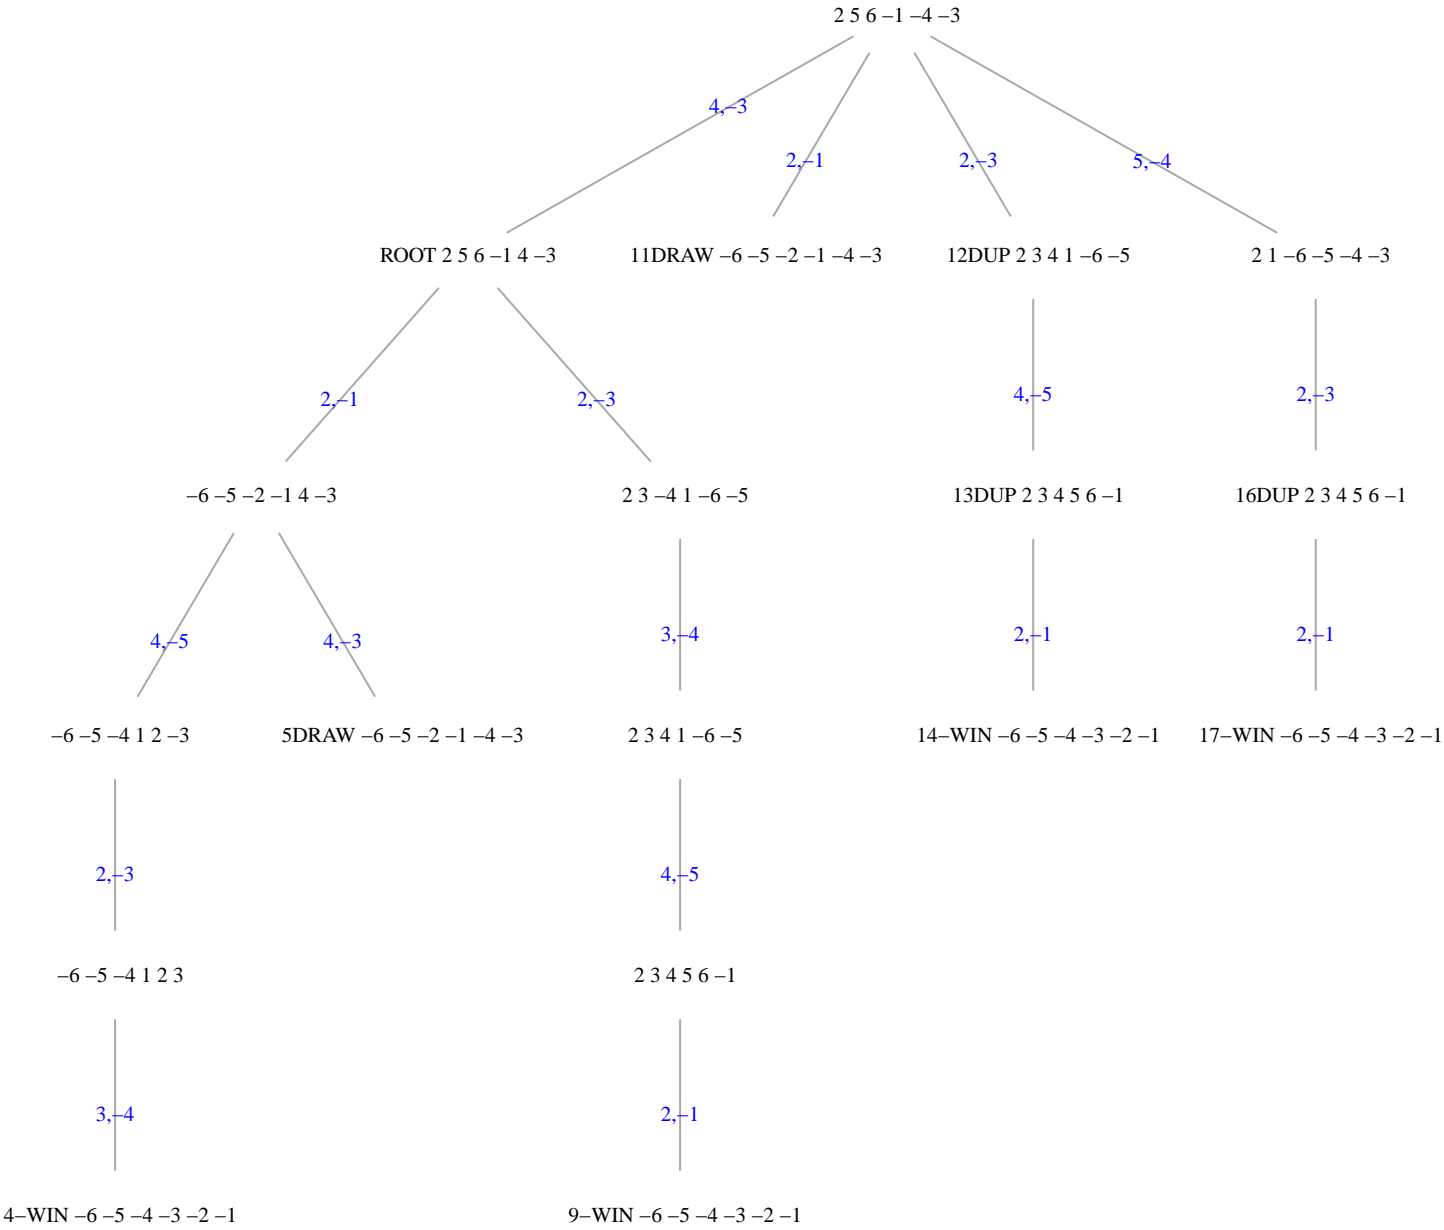 2 5 6 –1 –4 –3
4,–3
2,–1
2,–3
5,–4
ROOT 2 5 6 –1 4 –3
11DRAW –6 –5 –2 –1 –4 –3
12DUP 2 3 4 1 –6 –5
2 1 –6 –5 –4 –3
2,–1
2,–3
4,–5
2,–3
–6 –5 –2 –1 4 –3
2 3 –4 1 –6 –5
13DUP 2 3 4 5 6 –1
16DUP 2 3 4 5 6 –1
4,–5
4,–3
3,–4
2,–1
2,–1
–6 –5 –4 1 2 –3
5DRAW –6 –5 –2 –1 –4 –3
2 3 4 1 –6 –5
14–WIN –6 –5 –4 –3 –2 –1
17–WIN –6 –5 –4 –3 –2 –1
2,–3
4,–5
–6 –5 –4 1 2 3
2 3 4 5 6 –1
3,–4
2,–1
4–WIN –6 –5 –4 –3 –2 –1
9–WIN –6 –5 –4 –3 –2 –1